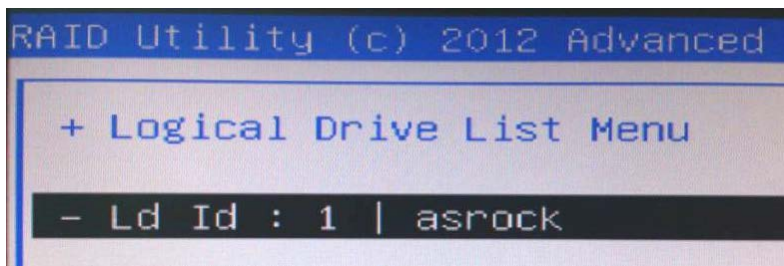 RAID Utility (c) 2012 Advanced
+ Logical Drive List Menu
- Ld Id : 1 | asrock